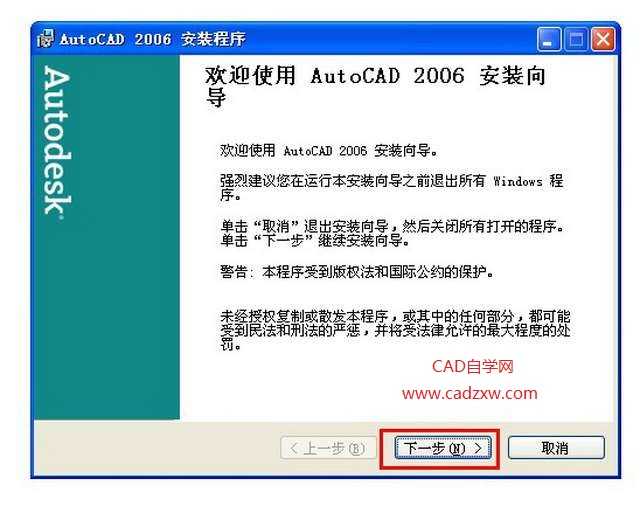 AutoCAD 2006 安装程序
Autodesk®
欢迎使用 AutoCAD 2006 安装向
导
欢迎使用 AutoCAD 2006 安装向导。
强烈建议您在运行本安装向导之前退出所有 Windows 程
序。
单击“取消”退出安装向导，然后关闭所有打开的程序。
单击“下一步”继续安装向导。
警告: 本程序受到版权法和国际公约的保护。
未经授权复制或散发本程序，或其中的任何部分，都可能
受到民法和刑法的严惩，并将受法律允许的最大程度的处
罚。
CAD自学网
www.cadzxw.com
< 上一步(B)
下一步(N) >
取消